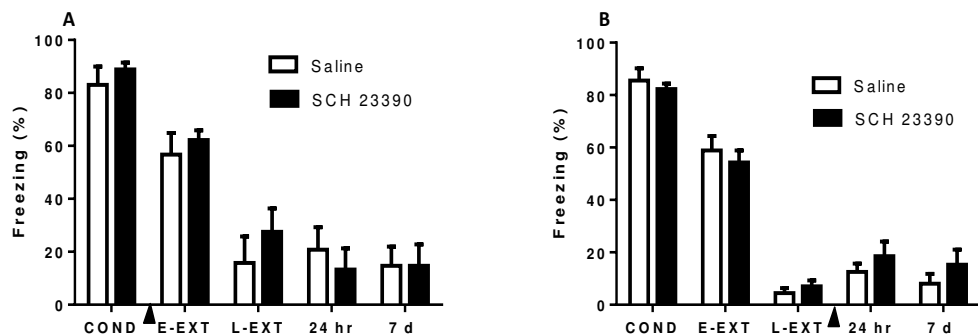 A
100
80
60
40
20
0
Freezing (%)
Saline
SCH 23390
COND E-EXT L-EXT 24 hr 7 d
B
100
80
60
40
20
0
Freezing (%)
Saline
SCH 23390
COND E-EXT L-EXT 24 hr 7 d